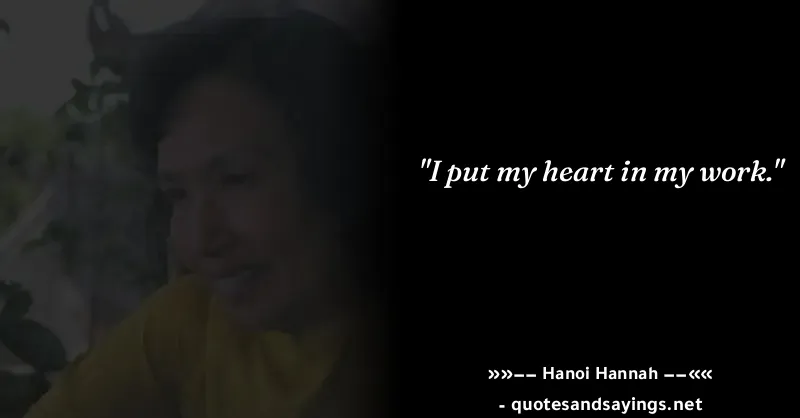 "I put my heart in my work."
»»–– Hanoi Hannah ––««
- quotesandsayings.net